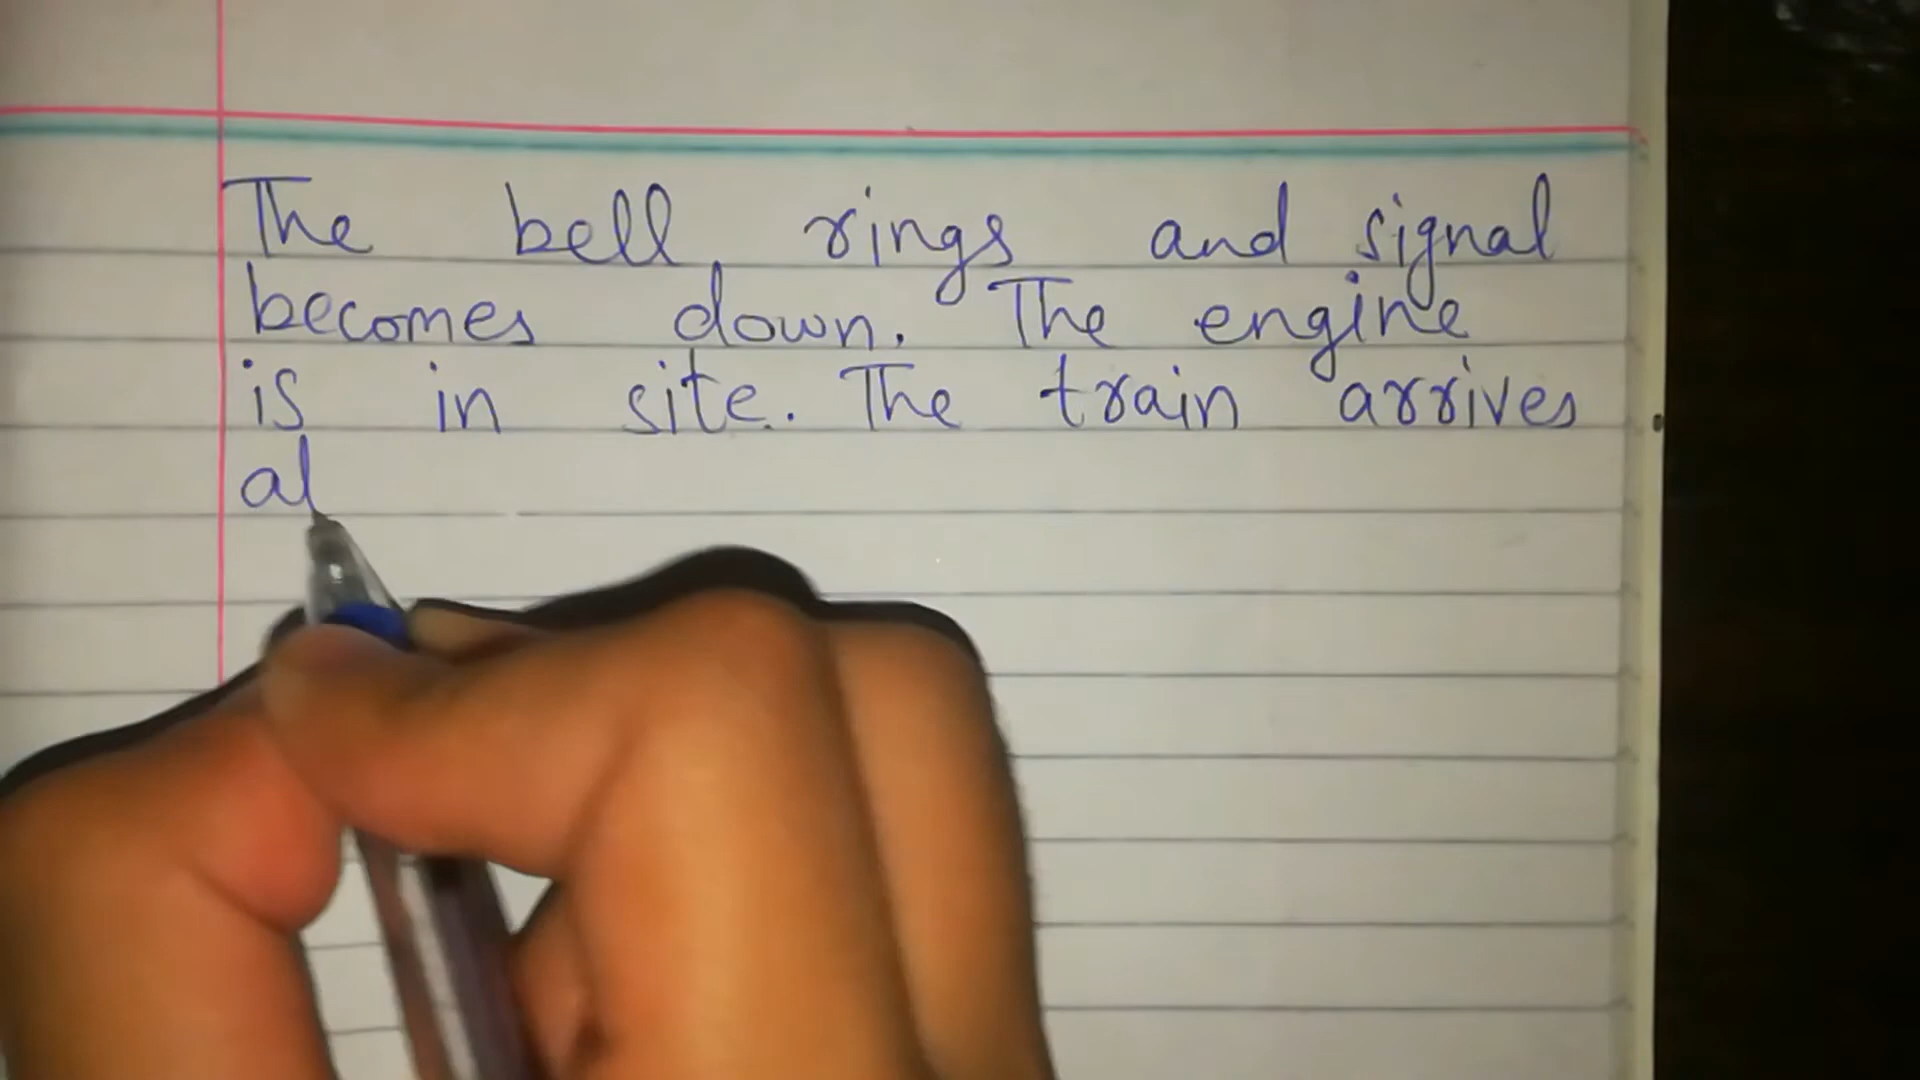 The bell rings and signal
becomes down. The engine
is in site. The train arrives
al